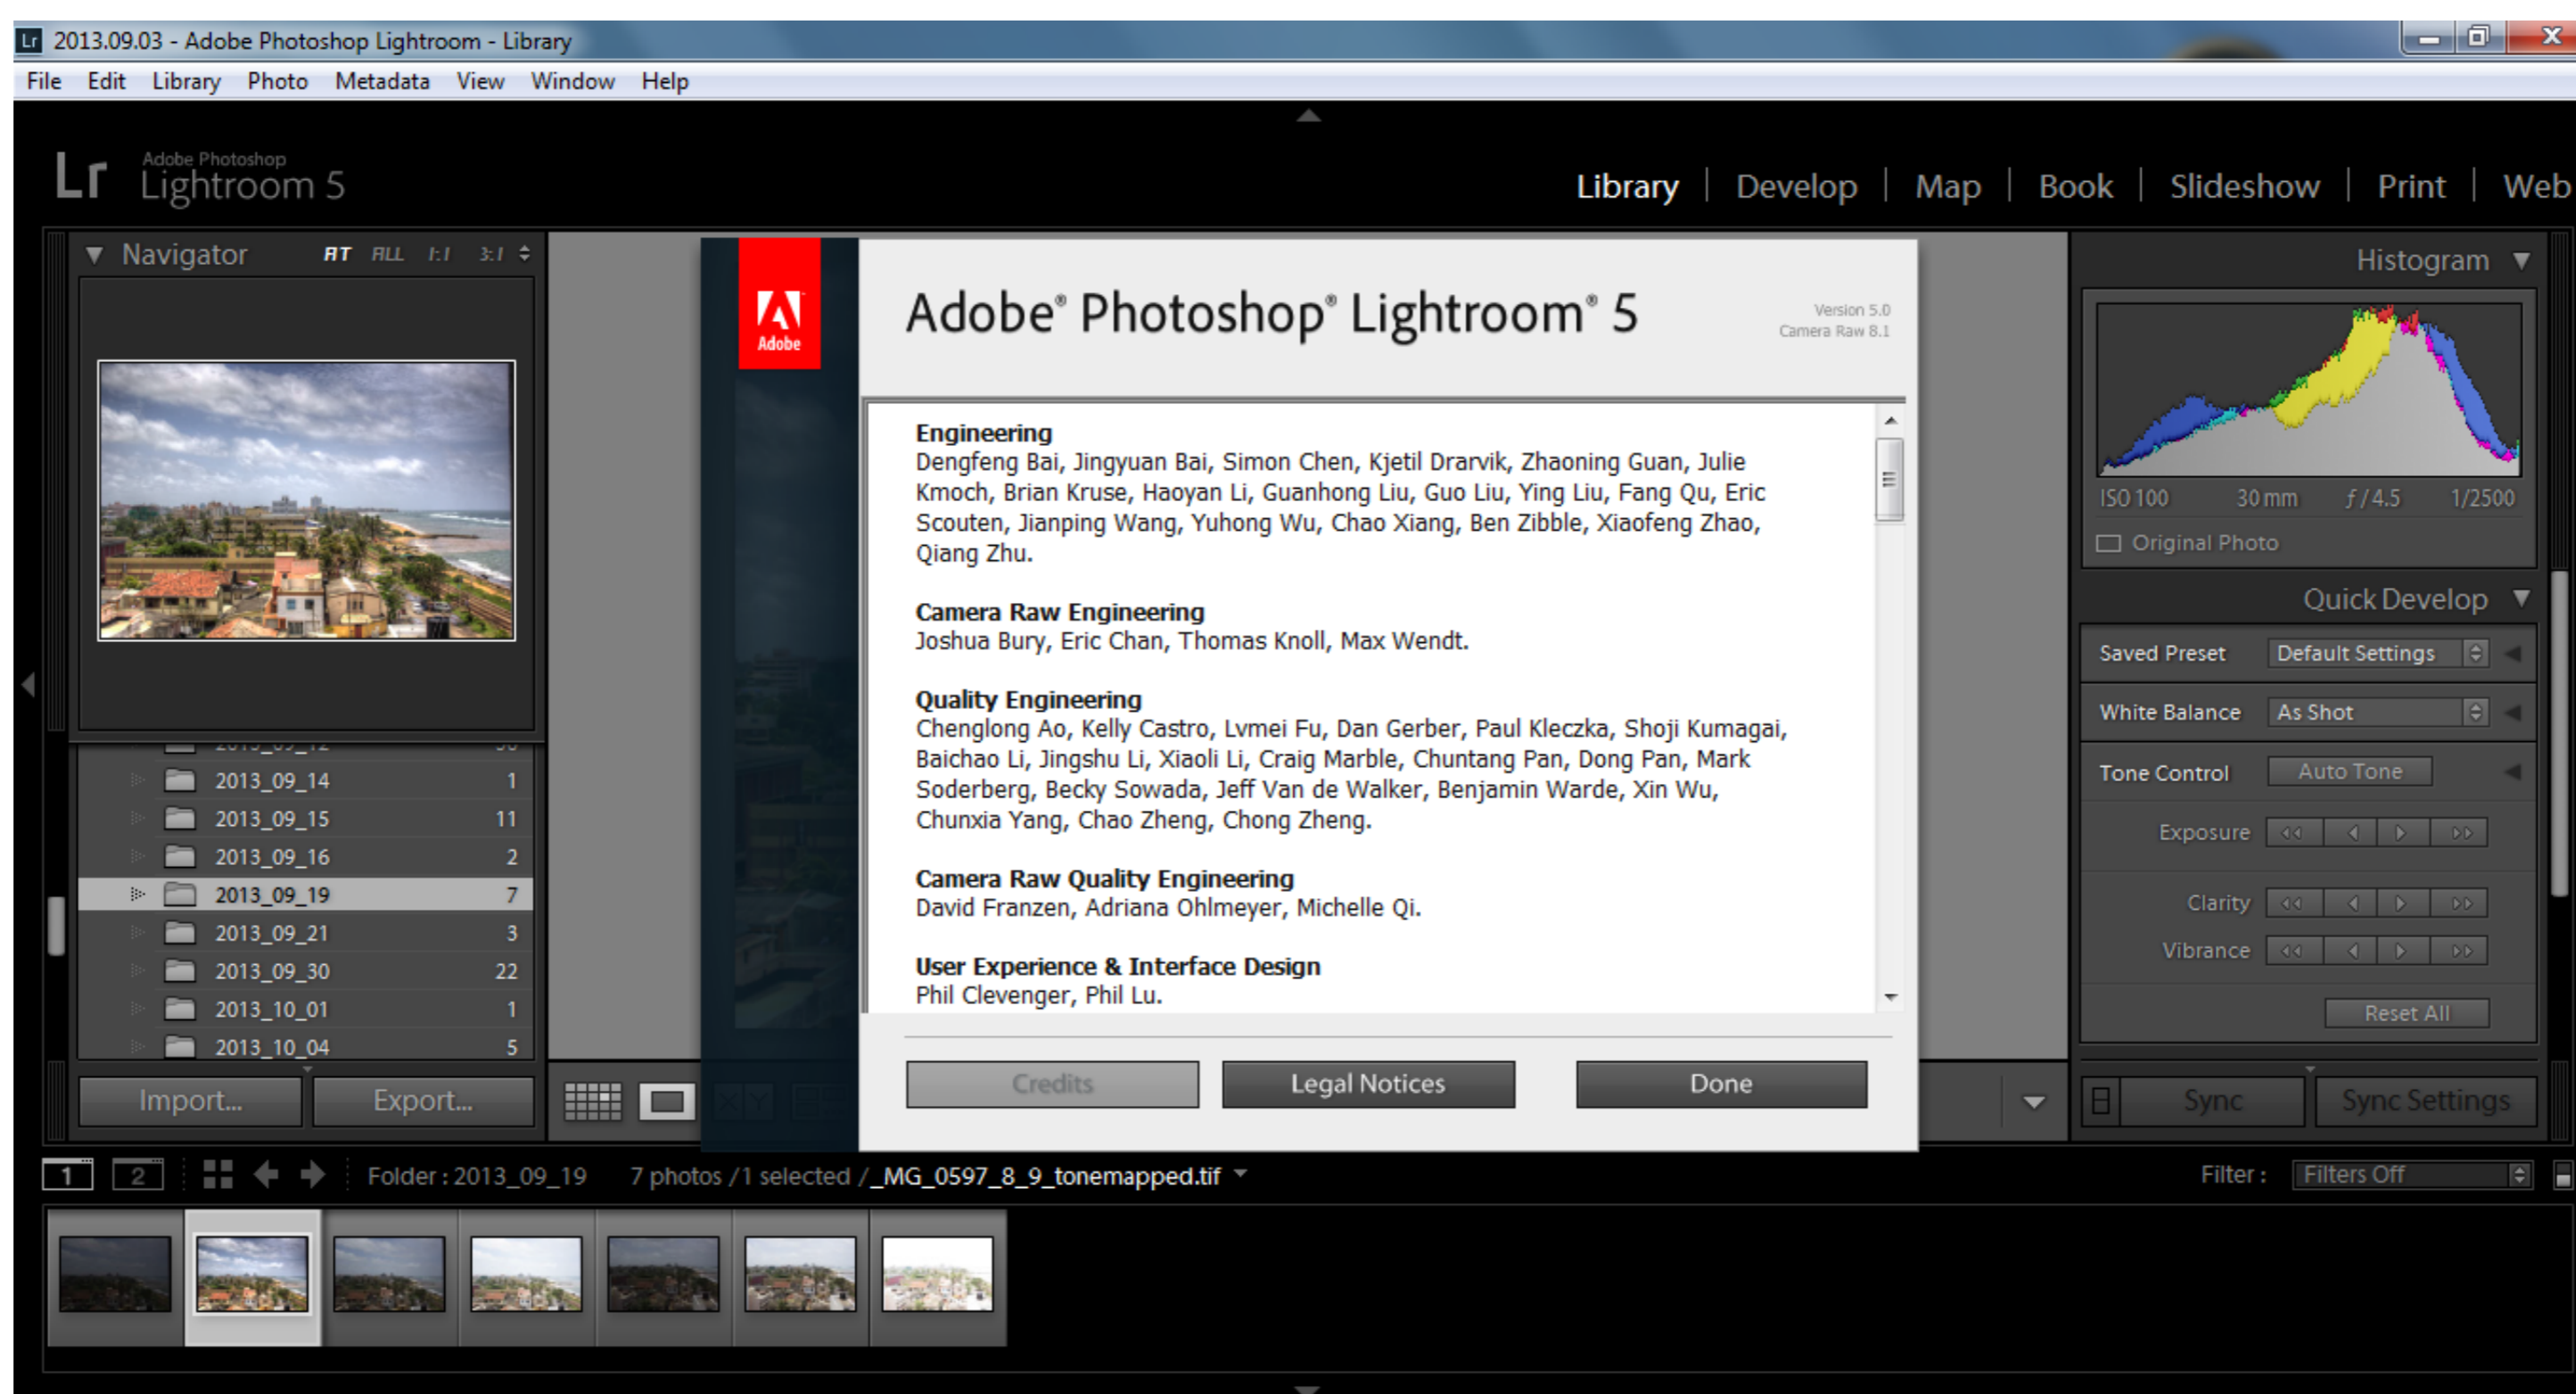 Lr 2013.09.03 - Adobe Photoshop Lightroom - Library
File Edit Library Photo Metadata View Window Help
Lr Adobe Photoshop
Lightroom 5
Library | Develop | Map | Book | Slideshow | Print | Web
Navigator FIT FILL 1:1 3:1
2013_09_14 1
2013_09_15 11
2013_09_16 2
2013_09_19 7
2013_09_21 3
2013_09_30 22
2013_10_01 1
2013_10_04 5
Import... Export...
Adobe
Adobe® Photoshop® Lightroom® 5
Version 5.0
Camera Raw 8.1
Engineering
Dengfeng Bai, Jingyuan Bai, Simon Chen, Kjetil Drarvik, Zhaoning Guan, Julie
Kmoch, Brian Kruse, Haoyan Li, Guanhong Liu, Guo Liu, Ying Liu, Fang Qu, Eric
Scouten, Jianping Wang, Yuhong Wu, Chao Xiang, Ben Zibble, Xiaofeng Zhao,
Qiang Zhu.
Camera Raw Engineering
Joshua Bury, Eric Chan, Thomas Knoll, Max Wendt.
Quality Engineering
Chenglong Ao, Kelly Castro, Lvmei Fu, Dan Gerber, Paul Kleczka, Shoji Kumagai,
Baichao Li, Jingshu Li, Xiaoli Li, Craig Marble, Chuntang Pan, Dong Pan, Mark
Soderberg, Becky Sowada, Jeff Van de Walker, Benjamin Warde, Xin Wu,
Chunxia Yang, Chao Zheng, Chong Zheng.
Camera Raw Quality Engineering
David Franzen, Adriana Ohlmeyer, Michelle Qi.
User Experience & Interface Design
Phil Clevenger, Phil Lu.
Credits Legal Notices Done
Histogram
ISO 100 30 mm f / 4.5 1/2500
Original Photo
Quick Develop
Saved Preset Default Settings
White Balance As Shot
Tone Control Auto Tone
Exposure
Clarity
Vibrance
Reset All
Sync Sync Settings
1 2 Folder : 2013_09_19 7 photos /1 selected /_MG_0597_8_9_tonemapped.tif
Filter : Filters Off